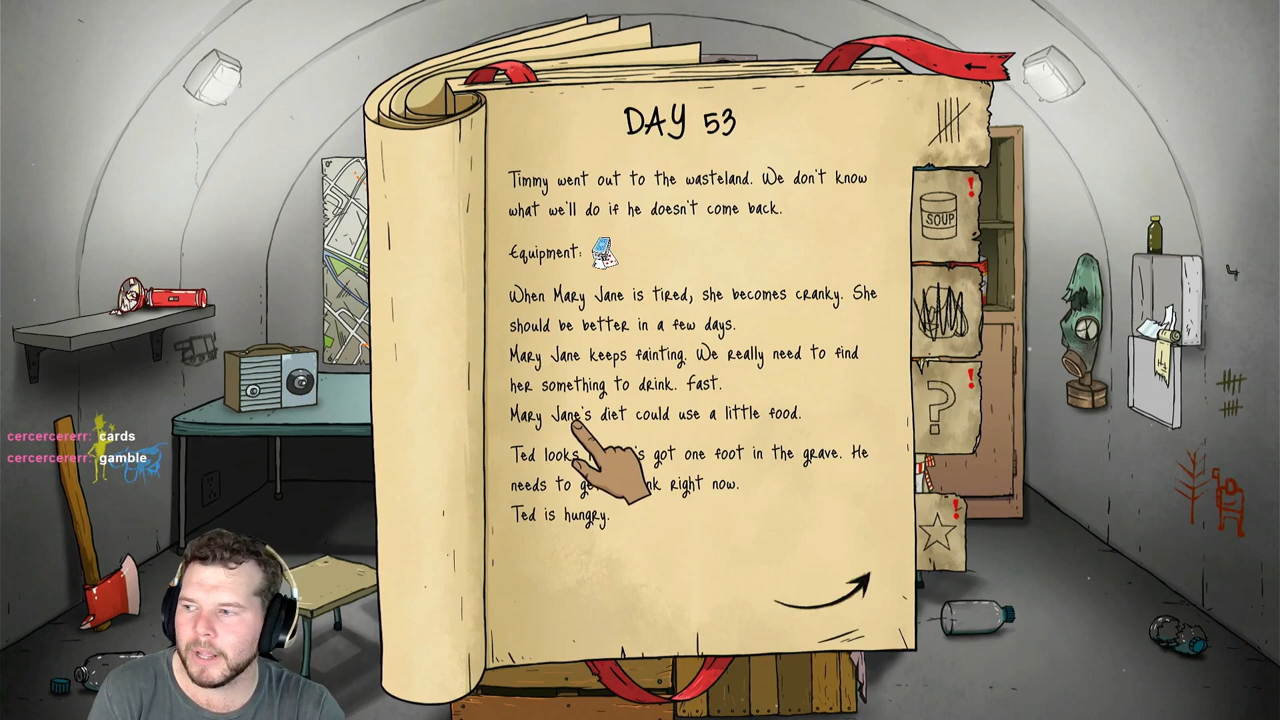 DAY 53
Timmy went out to the wasteland. We don't know
what we'll do if he doesn't come back.
Equipment:
When Mary Jane is tired, she becomes cranky. She
should be better in a few days.
Mary Jane keeps fainting. We really need to find
her something to drink. Fast.
Mary Jane's diet could use a little food.
Ted looks got one foot in the grave. He
needs to right now.
Ted is hungry.
SOUP
?
cercercererr: cards
cercercererr: gamble